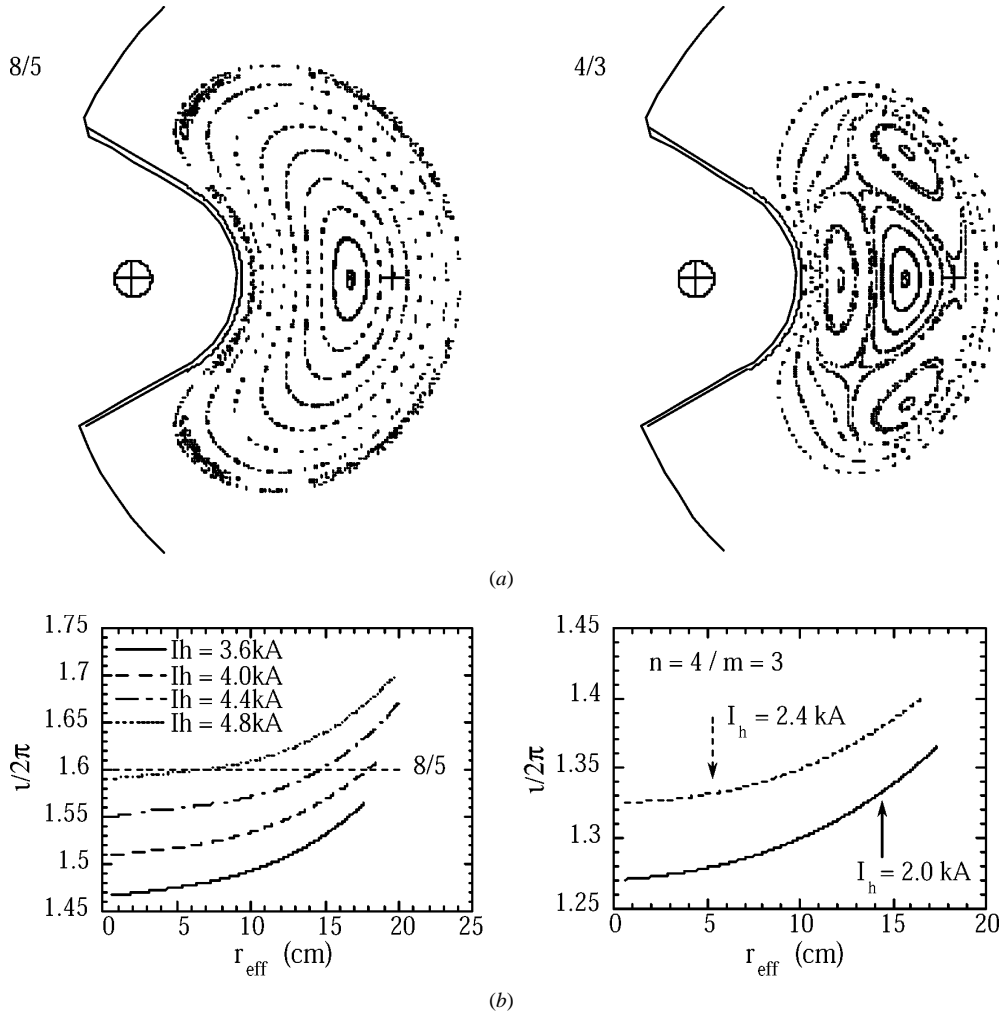 8/5
4/3
(a)
ι/2π
1.75
1.7
1.65
1.6
1.55
1.5
1.45
Ih = 3.6kA
Ih = 4.0kA
Ih = 4.4kA
Ih = 4.8kA
8/5
0 5 10 15 20 25
r_eff (cm)
ι/2π
1.45
1.4
1.35
1.3
1.25
n = 4 / m = 3
I_h = 2.4 kA
I_h = 2.0 kA
0 5 10 15 20
r_eff (cm)
(b)